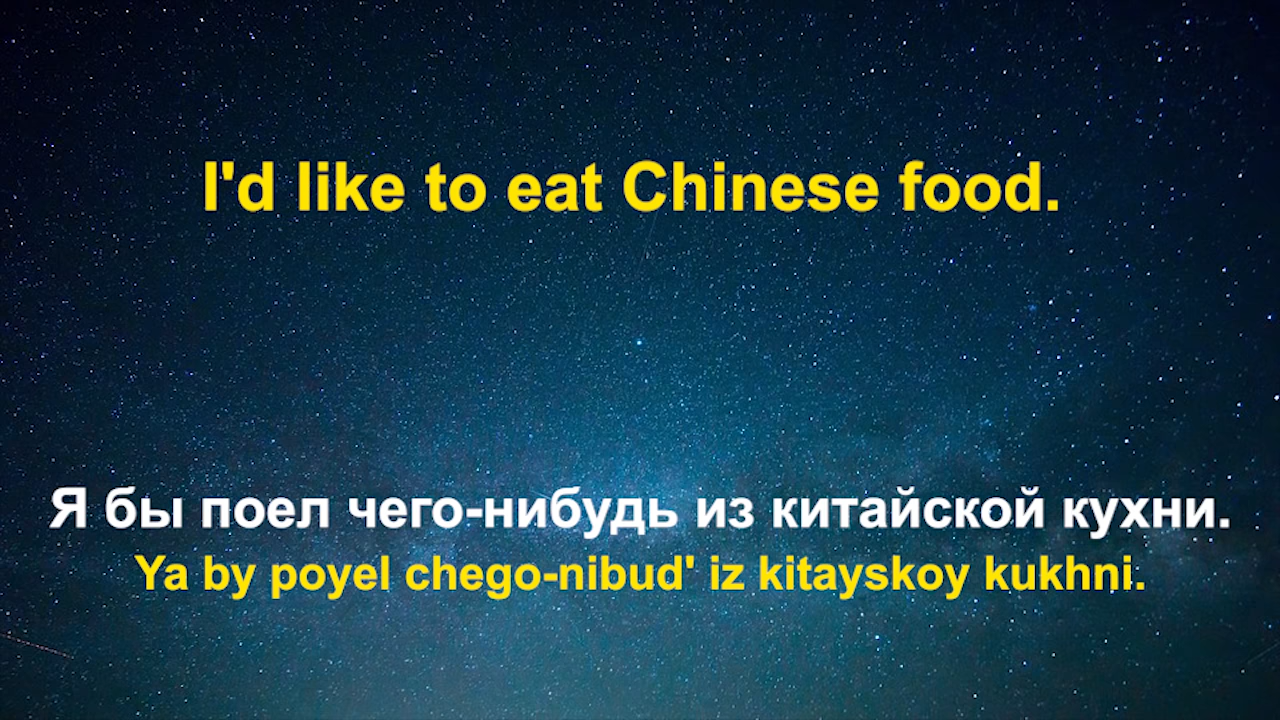 I'd like to eat Chinese food.
Я бы поел чего-нибудь из китайской кухни.
Ya by poyel chego-nibud' iz kitayskoy kukhni.